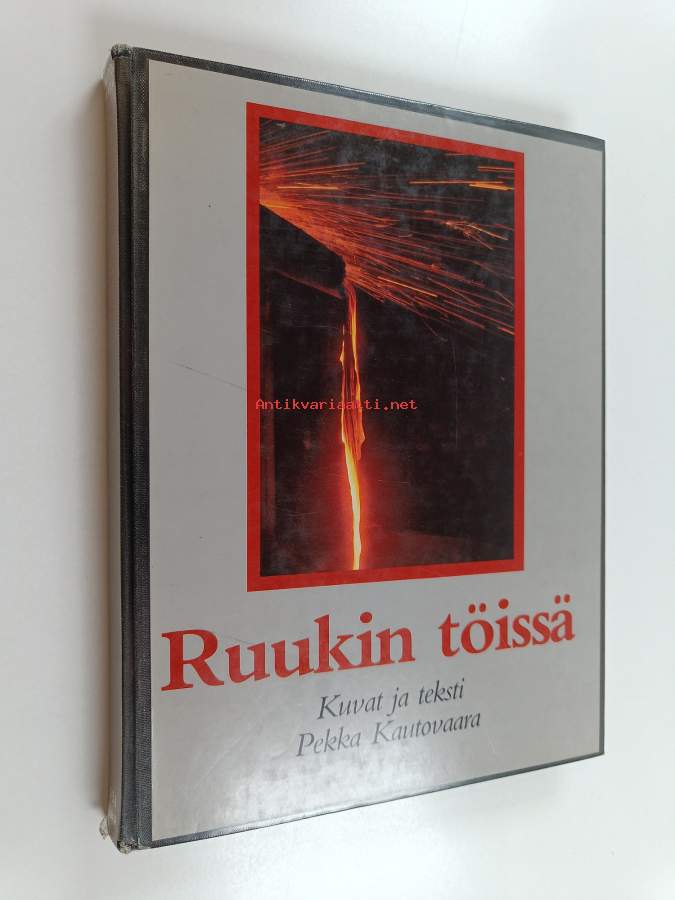 Antikvariaatti.net
Ruukin töissä
Kuvat ja teksti
Pekka Kautovaara